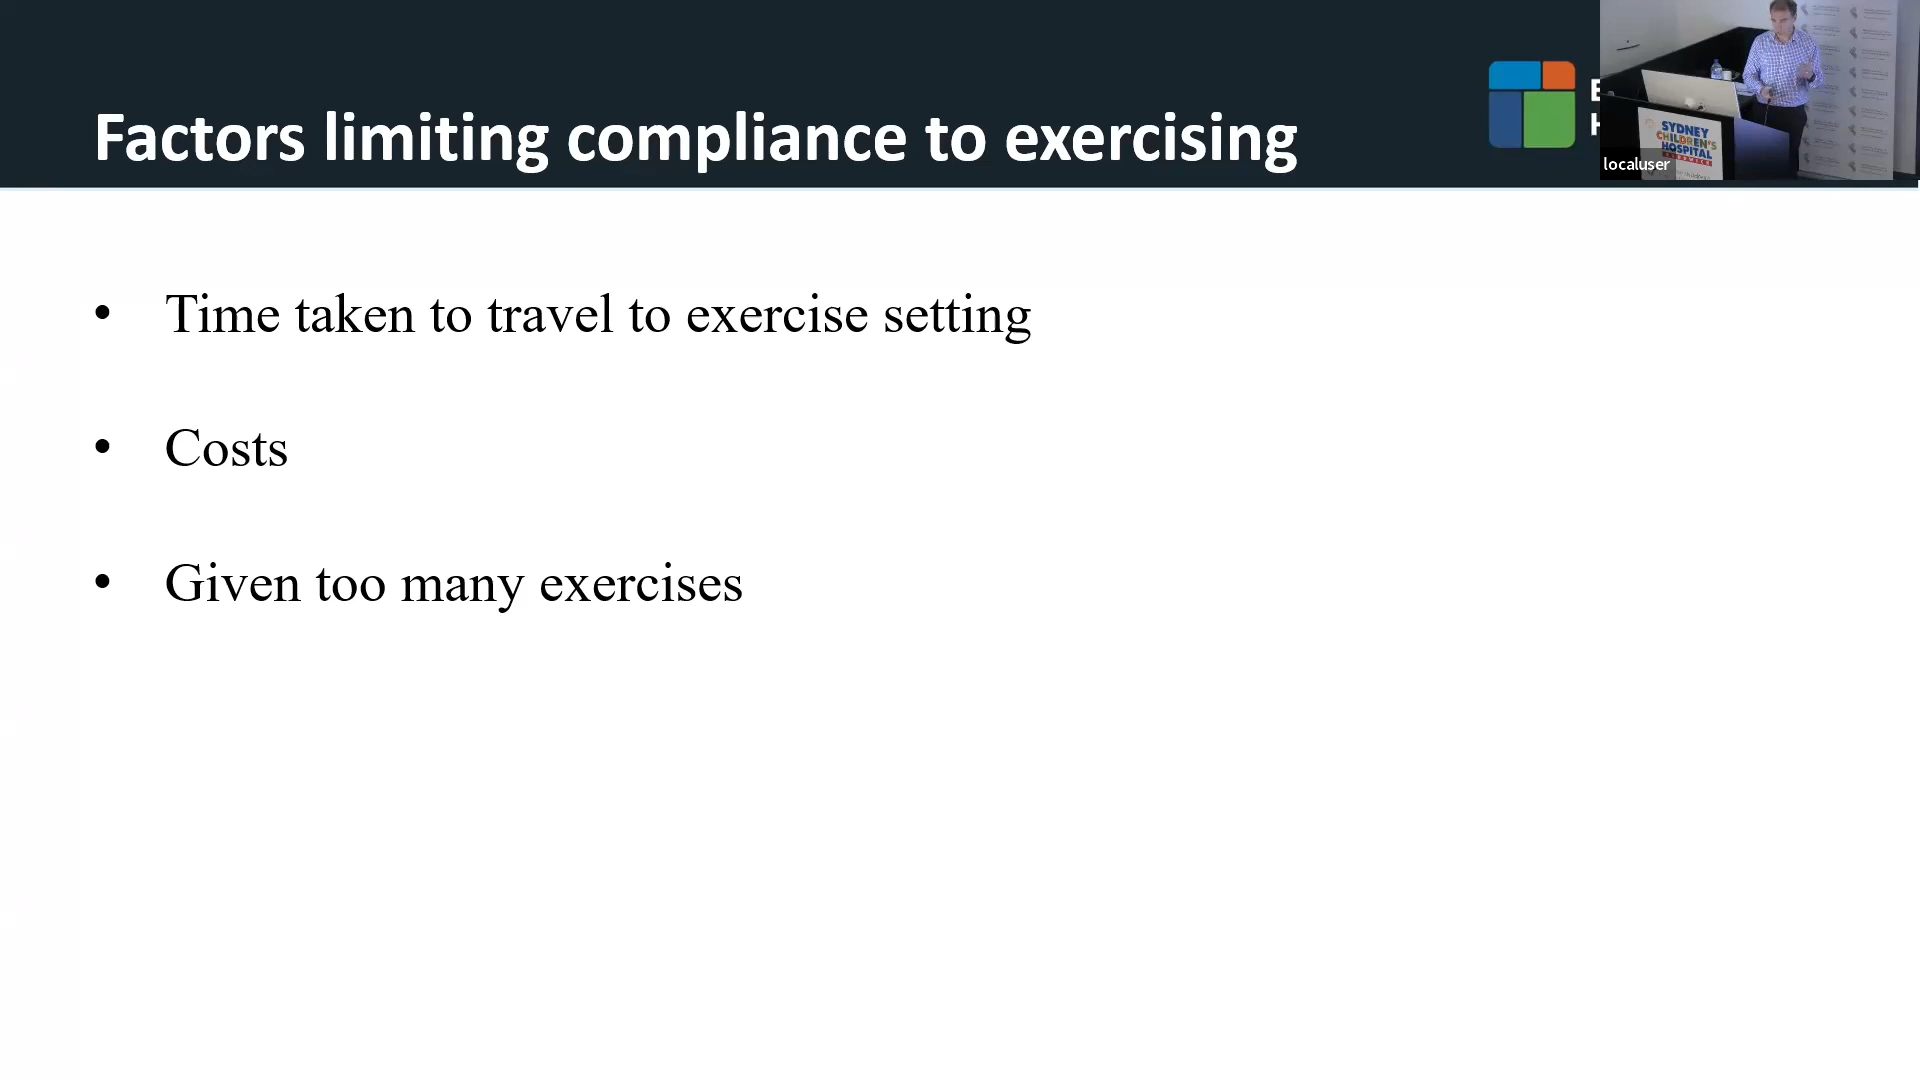 Factors limiting compliance to exercising
localuser
SYDNEY
CHILDREN'S
HOSPITAL
• Time taken to travel to exercise setting
• Costs
• Given too many exercises